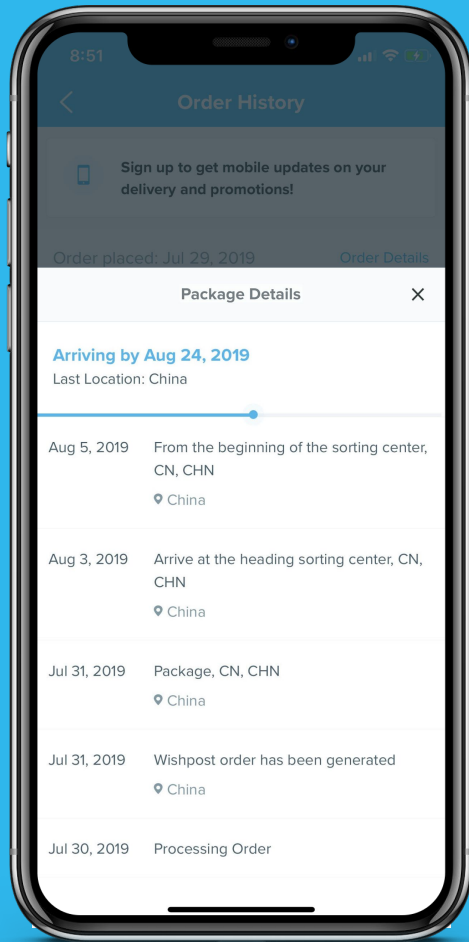 8:51
Order History
Sign up to get mobile updates on your
delivery and promotions!
Order placed: Jul 29, 2019 Order Details
Package Details
Arriving by Aug 24, 2019
Last Location: China
Aug 5, 2019 From the beginning of the sorting center,
CN, CHN
China
Aug 3, 2019 Arrive at the heading sorting center, CN,
CHN
China
Jul 31, 2019 Package, CN, CHN
China
Jul 31, 2019 Wishpost order has been generated
China
Jul 30, 2019 Processing Order